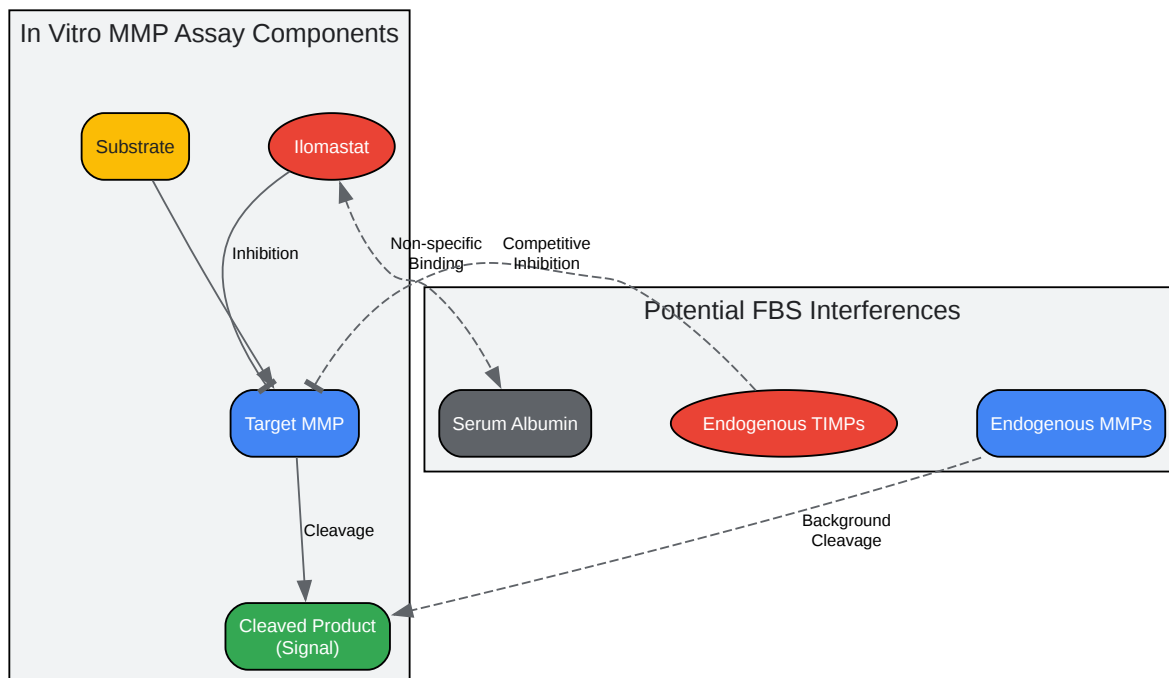 In Vitro MMP Assay Components
Substrate
Ilomastat
Inhibition
Non-specific
Binding
Competitive
Inhibition
Potential FBS Interferences
Target MMP
Serum Albumin
Endogenous TIMPs
Endogenous MMPs
Cleavage
Background
Cleavage
Cleaved Product
(Signal)